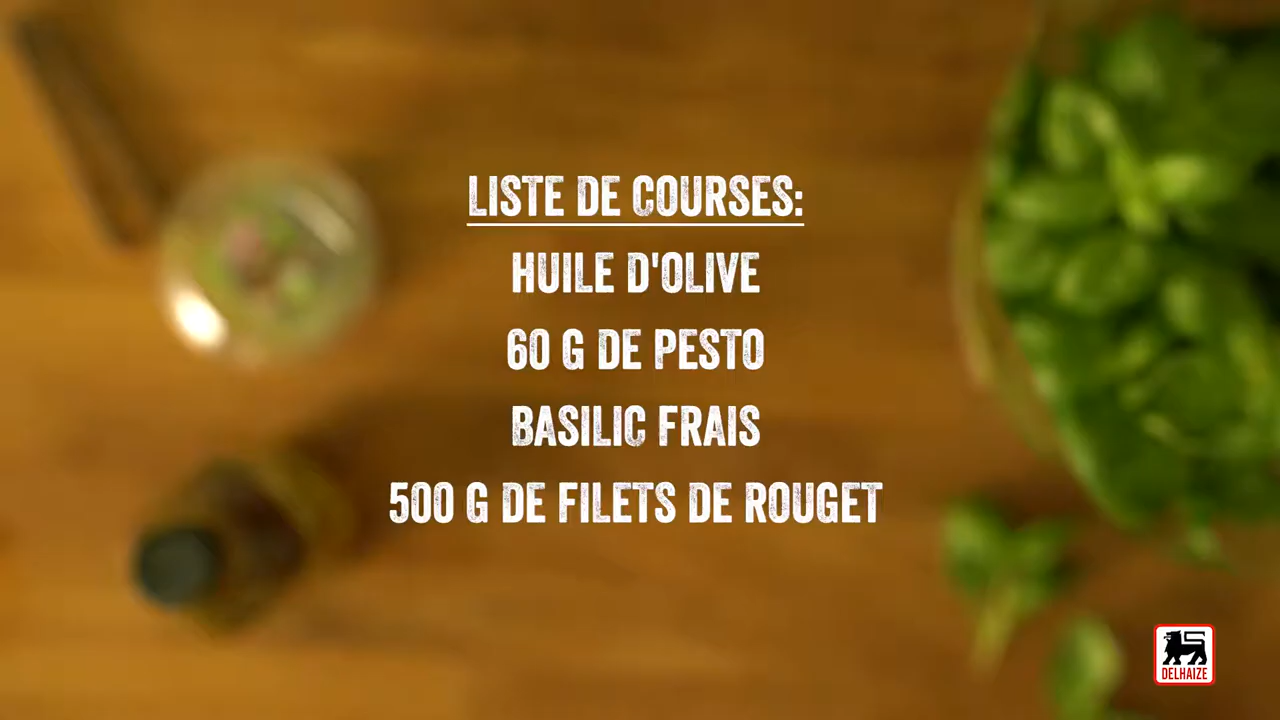 LISTE DE COURSES:
HUILE D'OLIVE
60 G DE PESTO
BASILIC FRAIS
500 G DE FILETS DE ROUGET
DELHAIZE